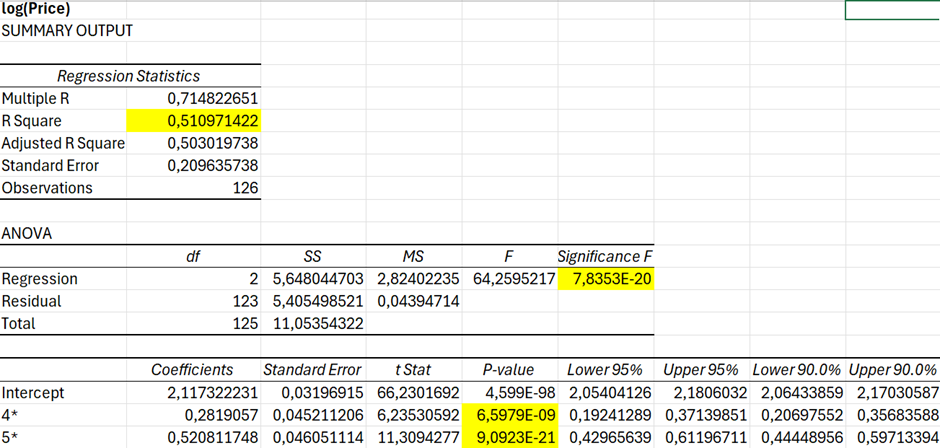 log(Price)
SUMMARY OUTPUT
Regression Statistics
Multiple R 0,714822651
R Square 0,510971422
Adjusted R Square 0,503019738
Standard Error 0,209635738
Observations 126
ANOVA
df SS MS F Significance F
Regression 2 5,648044703 2,82402235 64,2595217 7,8353E-20
Residual 123 5,405498521 0,04394714
Total 125 11,05354322
Coefficients Standard Error t Stat P-value Lower 95% Upper 95% Lower 90.0% Upper 90.0%
Intercept 2,117322231 0,03196915 66,2301692 4,599E-98 2,05404126 2,1806032 2,06433859 2,17030587
4* 0,2819057 0,045211206 6,23530592 6,5979E-09 0,19241289 0,37139851 0,20697552 0,35683588
5* 0,520811748 0,046051114 11,3094277 9,0923E-21 0,42965639 0,61196711 0,44448956 0,59713394